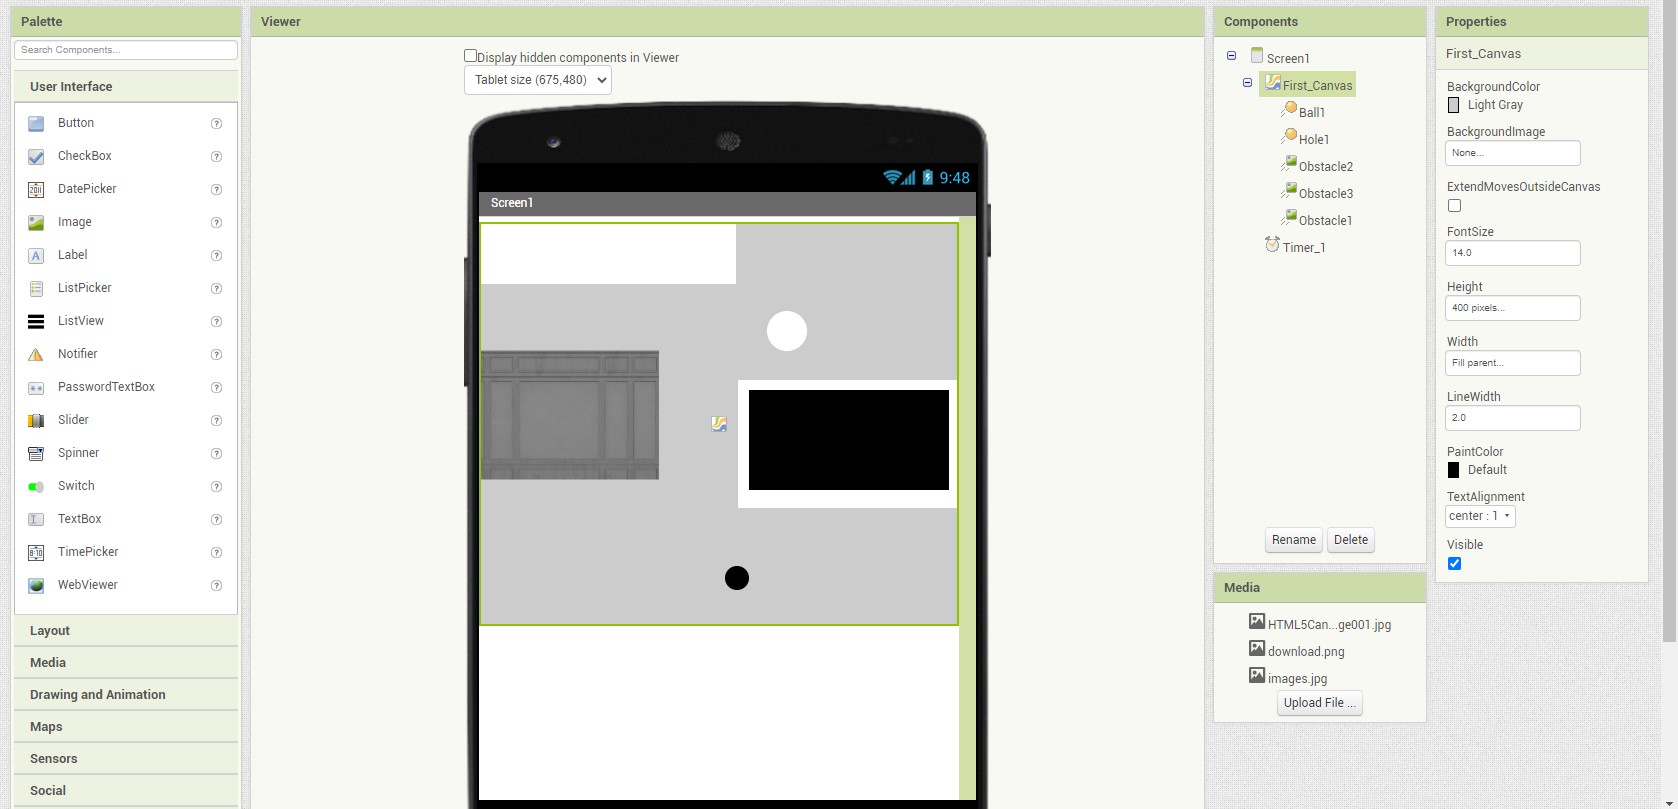 Palette
Search Components...
User Interface
Button ?
CheckBox ?
2011 DatePicker ?
Image ?
A Label ?
ListPicker ?
ListView ?
Notifier ?
PasswordTextBox ?
Slider ?
Spinner ?
Switch ?
TextBox ?
8:10 TimePicker ?
WebViewer ?
Layout
Media
Drawing and Animation
Maps
Sensors
Social
Viewer
Display hidden components in Viewer
Tablet size (675,480)
9:48
Screen1
Components
Screen1
First_Canvas
Ball1
Hole1
Obstacle2
Obstacle3
Obstacle1
Timer_1
Rename Delete
Media
HTML5Can...ge001.jpg
download.png
images.jpg
Upload File ...
Properties
First_Canvas
BackgroundColor
Light Gray
BackgroundImage
None...
ExtendMovesOutsideCanvas
FontSize
14.0
Height
400 pixels...
Width
Fill parent...
LineWidth
2.0
PaintColor
Default
TextAlignment
center : 1
Visible